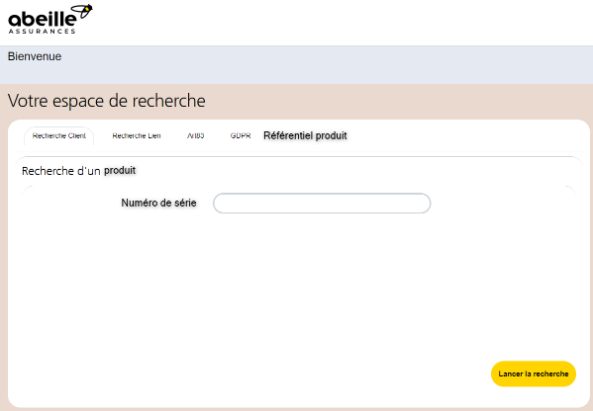 abeille
ASSURANCES
Bienvenue
Votre espace de recherche
Recherche Client Recherche Lien Art83 GDPR Référentiel produit
Recherche d'un produit
Numéro de série
Lancer la recherche